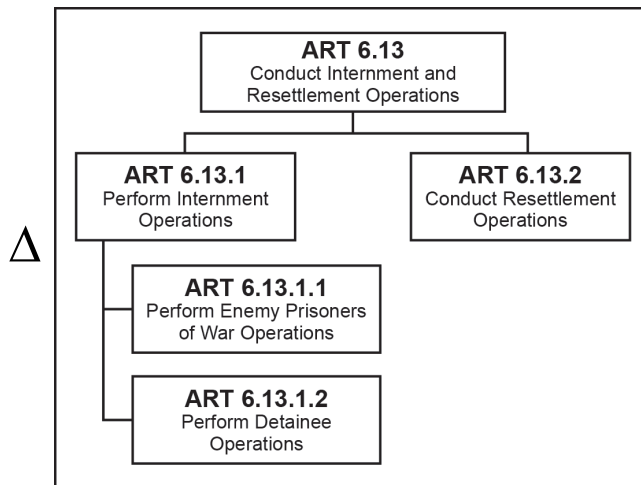 ART 6.13
Conduct Internment and
Resettlement Operations
ART 6.13.1
Perform Internment
Operations
ART 6.13.2
Conduct Resettlement
Operations
Δ
ART 6.13.1.1
Perform Enemy Prisoners
of War Operations
ART 6.13.1.2
Perform Detainee
Operations